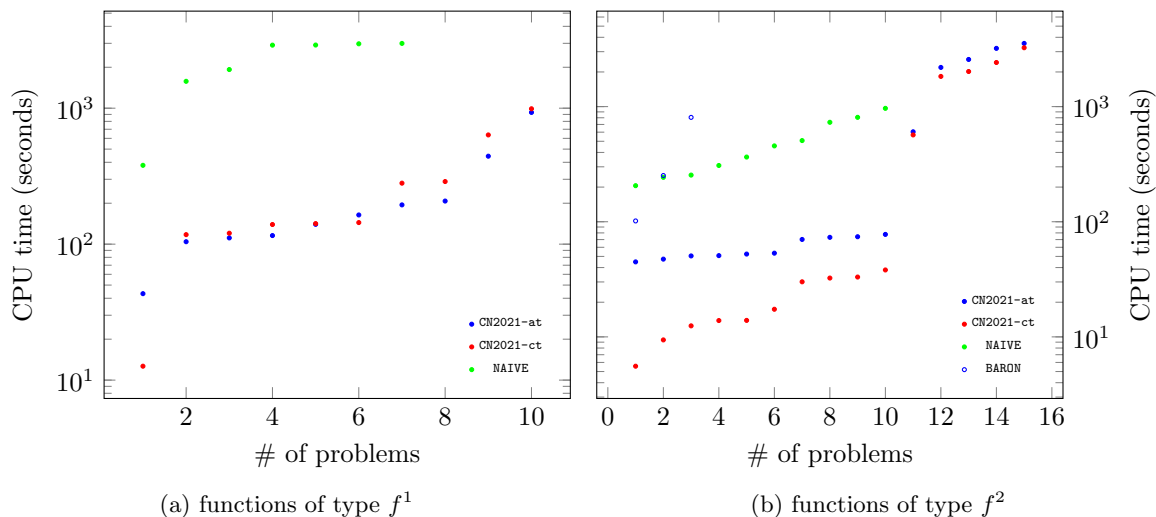 CPU time (seconds)
10^3
10^2
10^1
2 4 6 8 10
# of problems
CN2021-at
CN2021-ct
NAIVE
(a) functions of type f^1
CPU time (seconds)
10^3
10^2
10^1
0 2 4 6 8 10 12 14 16
# of problems
CN2021-at
CN2021-ct
NAIVE
BARON
(b) functions of type f^2